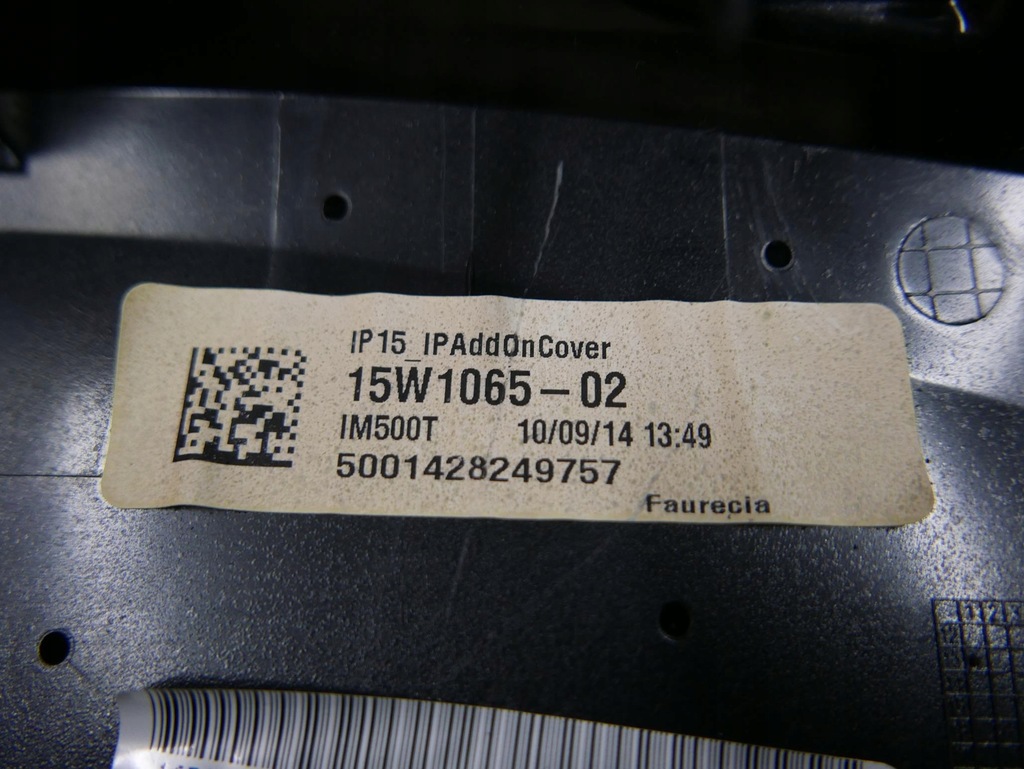 IP15_IPAddOnCover
15W1065-02
IM500T 10/09/14 13:49
5001428249757
Faurecia